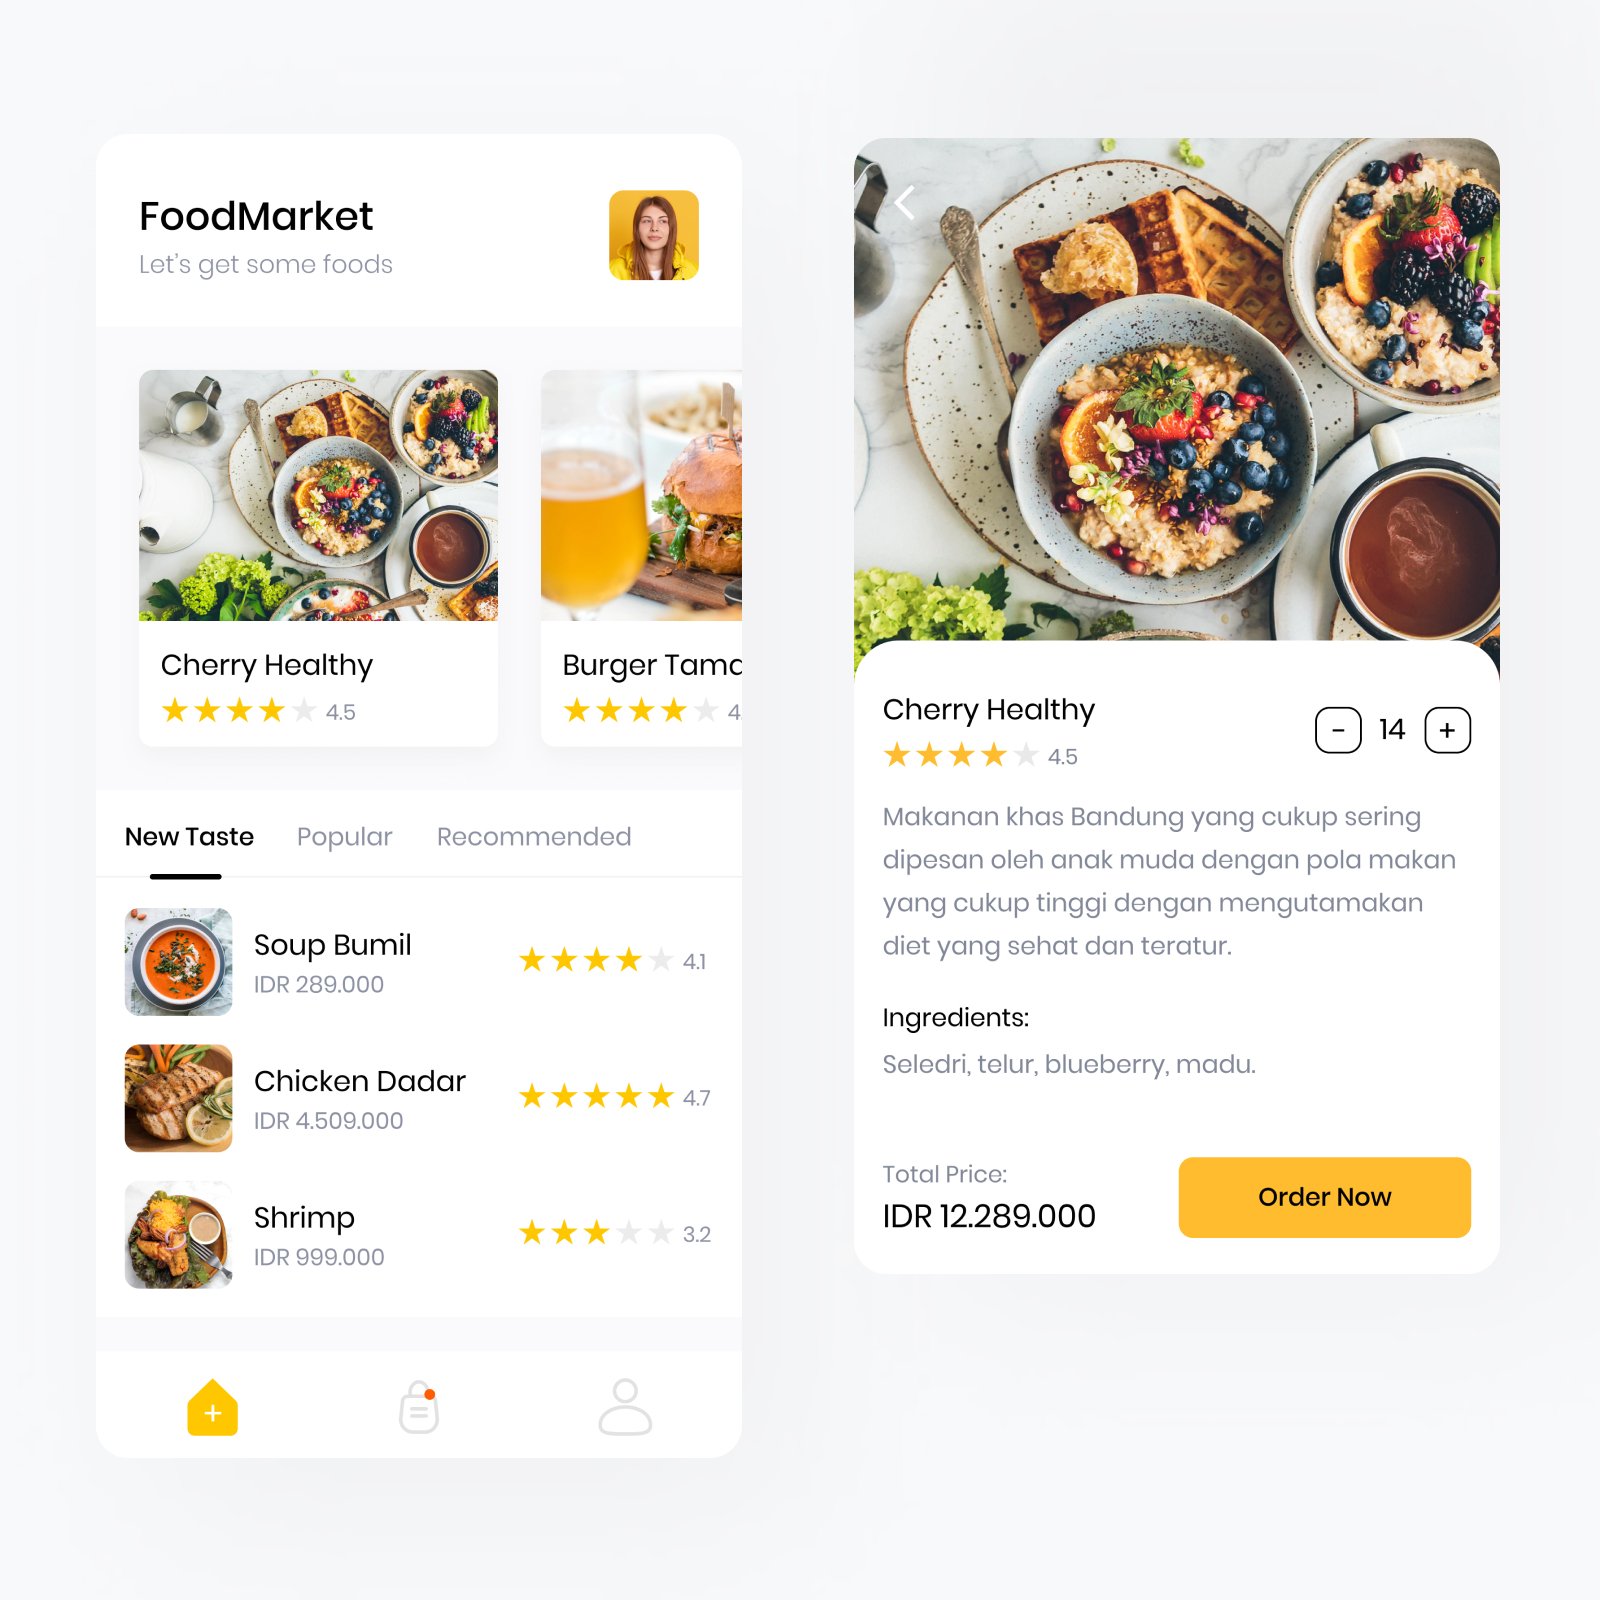 FoodMarket
Let's get some foods
Cherry Healthy
4.5
Burger Tama
4.
New Taste
Popular
Recommended
Soup Bumil
IDR 289.000
4.1
Chicken Dadar
IDR 4.509.000
4.7
Shrimp
IDR 999.000
3.2
Cherry Healthy
4.5
- 14 +
Makanan khas Bandung yang cukup sering
dipesan oleh anak muda dengan pola makan
yang cukup tinggi dengan mengutamakan
diet yang sehat dan teratur.
Ingredients:
Seledri, telur, blueberry, madu.
Total Price:
IDR 12.289.000
Order Now